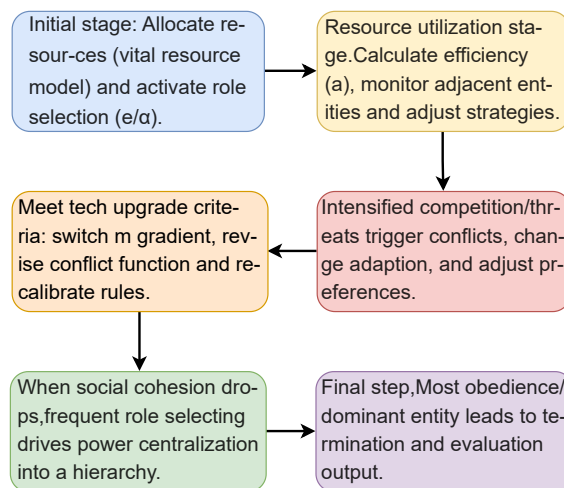 Initial stage: Allocate re-
sour-ces (vital resource
model) and activate role
selection (e/α).
Resource utilization sta-
ge.Calculate efficiency
(a), monitor adjacent ent-
ities and adjust strategies.
Intensified competition/thr-
eats trigger conflicts, chan-
ge adaption, and adjust pr-
eferences.
Meet tech upgrade crite-
ria: switch m gradient, rev-
ise conflict function and re-
calibrate rules.
When social cohesion dro-
ps,frequent role selecting
drives power centralization
into a hierarchy.
Final step,Most obedience/
dominant entity leads to te-
rmination and evaluation
output.